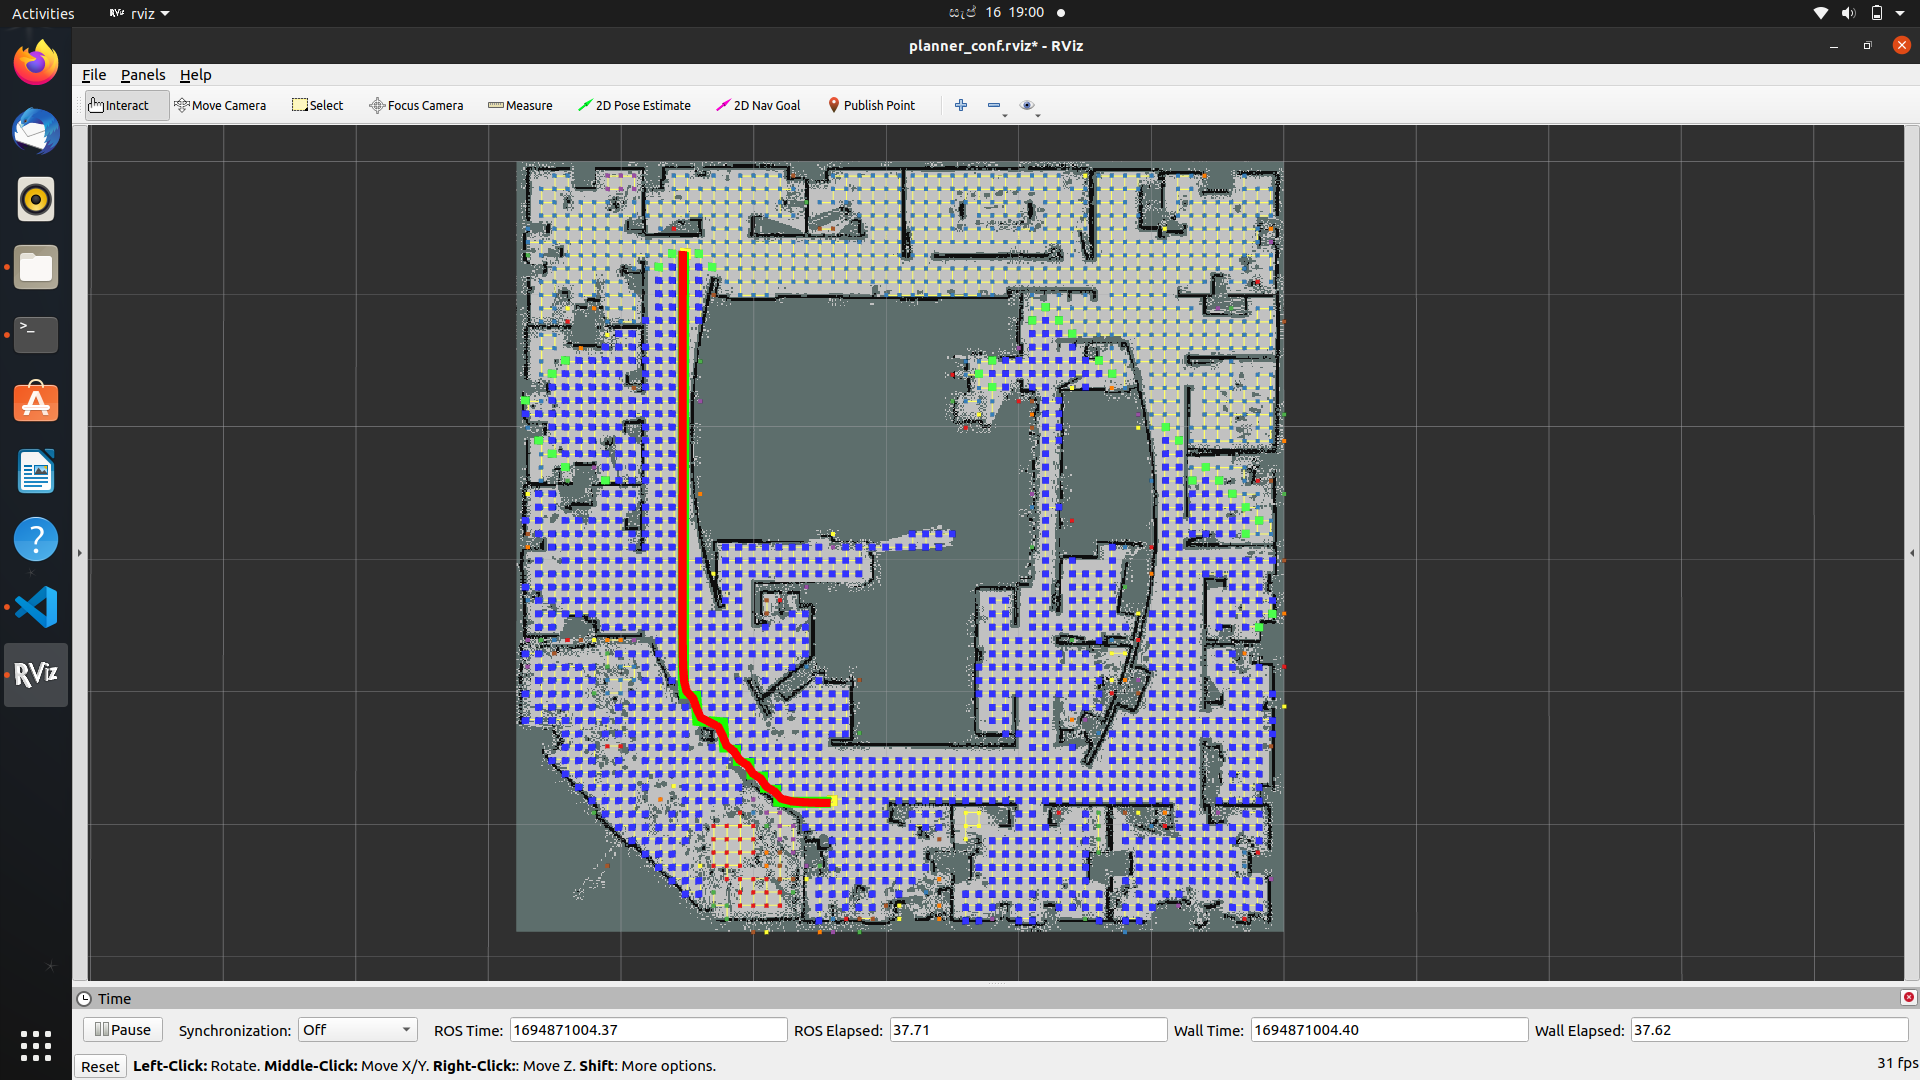 Activities
RViz rviz
සැප් 16 19:00
planner_conf.rviz* - RViz
File Panels Help
Interact Move Camera Select Focus Camera Measure 2D Pose Estimate 2D Nav Goal Publish Point
>_
A
?
RViz
Time
Pause Synchronization: Off ROS Time: 1694871004.37 ROS Elapsed: 37.71 Wall Time: 1694871004.40 Wall Elapsed: 37.62
Reset Left-Click: Rotate. Middle-Click: Move X/Y. Right-Click:: Move Z. Shift: More options. 31 fps